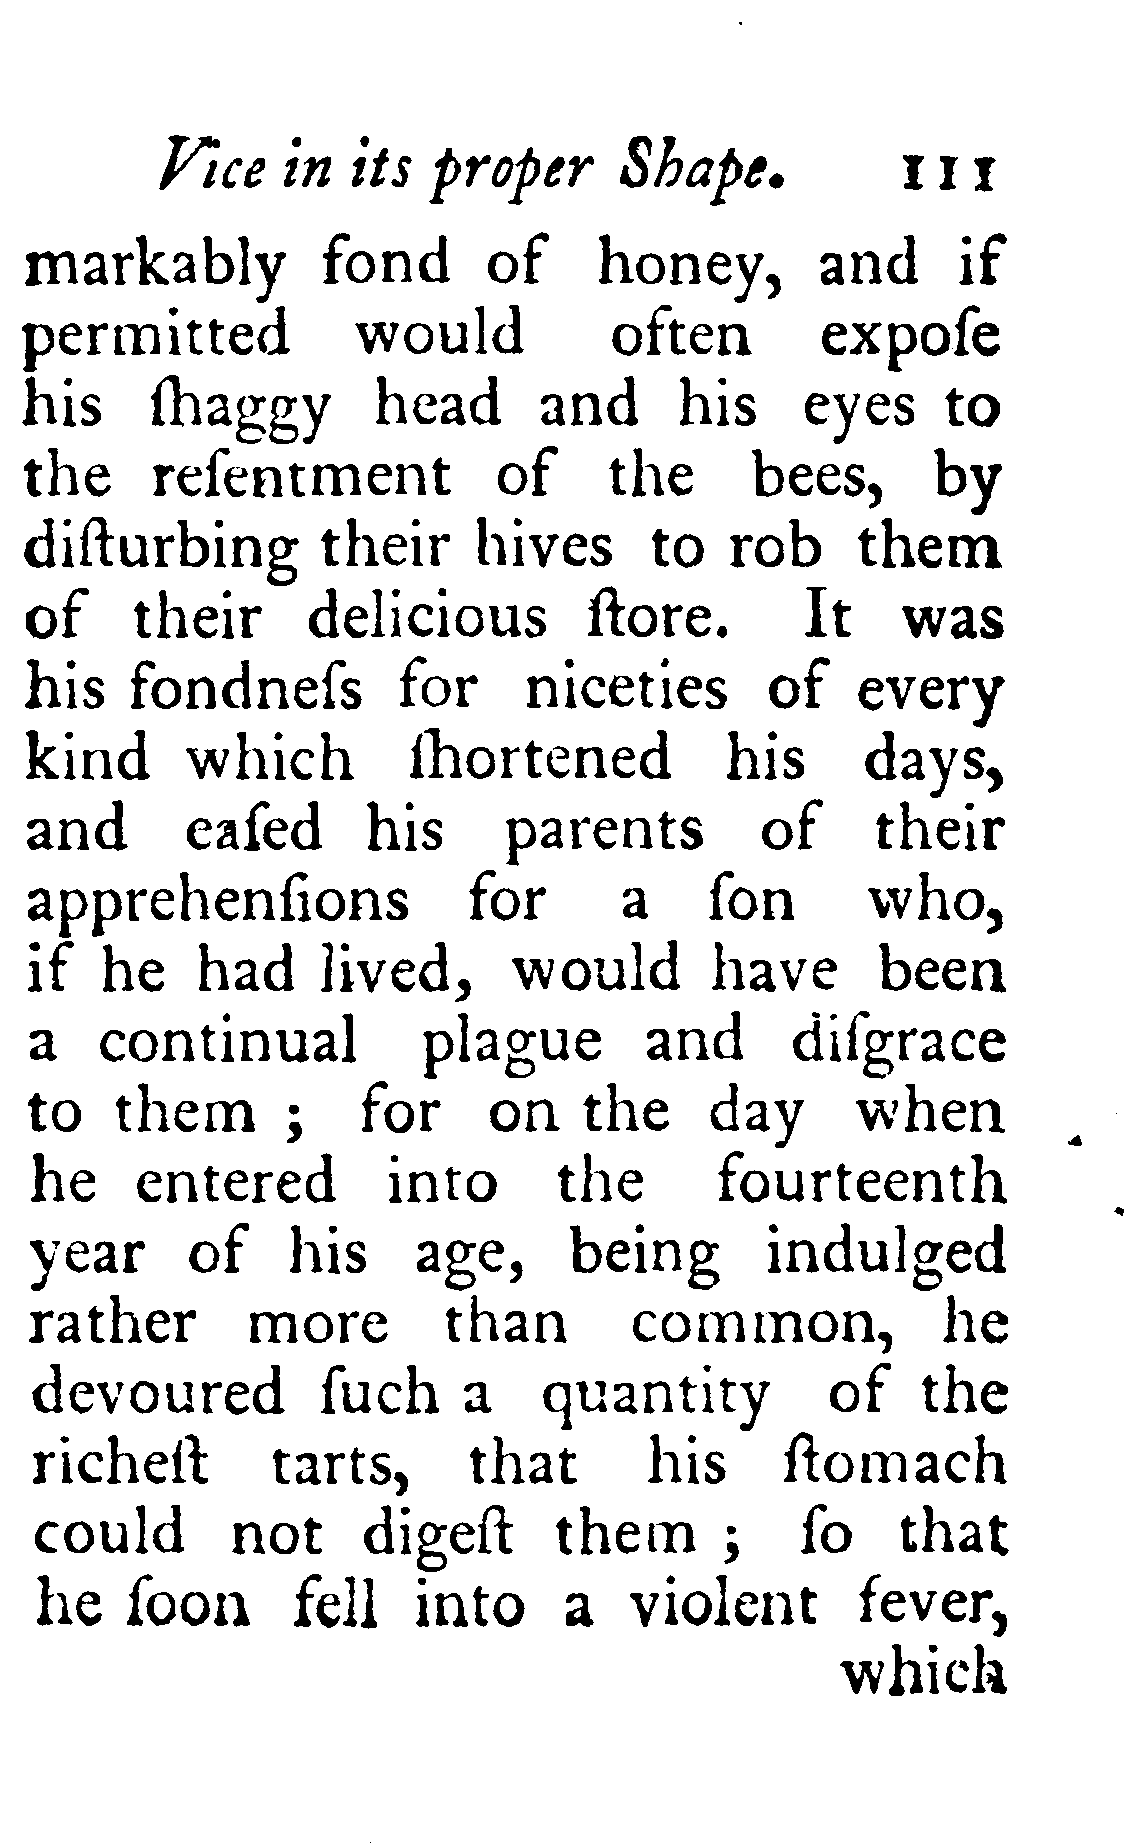 Vice in its proper Shape. 111
markably fond of honey, and if
permitted would often expoſe
his ſhaggy head and his eyes to
the reſentment of the bees, by
diſturbing their hives to rob them
of their delicious ſtore. It was
his fondneſs for niceties of every
kind which ſhortened his days,
and eaſed his parents of their
apprehenſions for a ſon who,
if he had lived, would have been
a continual plague and diſgrace
to them ; for on the day when
he entered into the fourteenth
year of his age, being indulged
rather more than common, he
devoured ſuch a quantity of the
richeſt tarts, that his ſtomach
could not digeſt them ; ſo that
he ſoon fell into a violent fever,
which